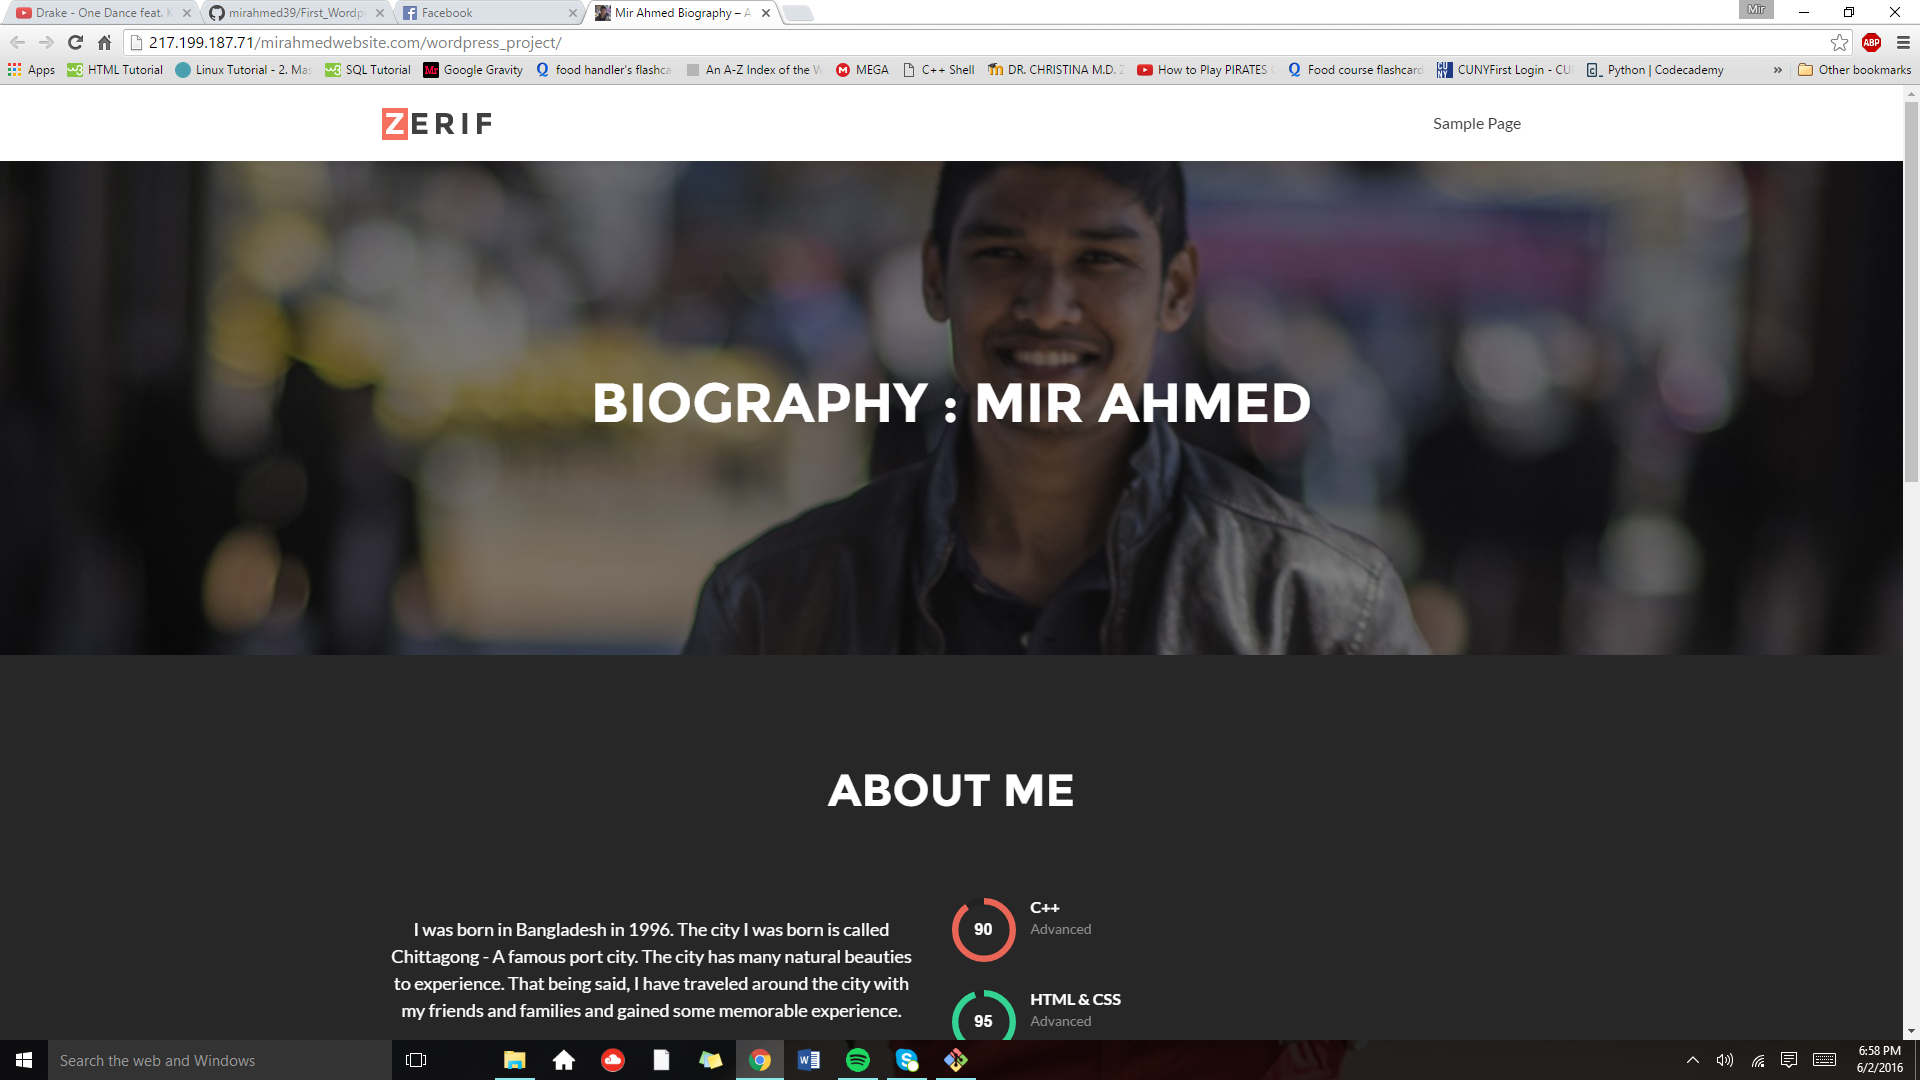 Drake - One Dance feat. K
mirahmed39/First_Wordpr
Facebook
Mir Ahmed Biography – A
Mir
217.199.187.71/mirahmedwebsite.com/wordpress_project/
ABP
Apps
HTML Tutorial
Linux Tutorial - 2. Mas
SQL Tutorial
Google Gravity
food handler's flashca
An A-Z Index of the W
MEGA
C++ Shell
DR. CHRISTINA M.D. 2
How to Play PIRATES
Food course flashcard
CUNYFirst Login - CU
Python | Codecademy
»
Other bookmarks
ZERIF
Sample Page
BIOGRAPHY : MIR AHMED
ABOUT ME
I was born in Bangladesh in 1996. The city I was born is called
Chittagong - A famous port city. The city has many natural beauties
to experience. That being said, I have traveled around the city with
my friends and families and gained some memorable experience.
90
C++
Advanced
95
HTML & CSS
Advanced
Search the web and Windows
6:58 PM
6/2/2016